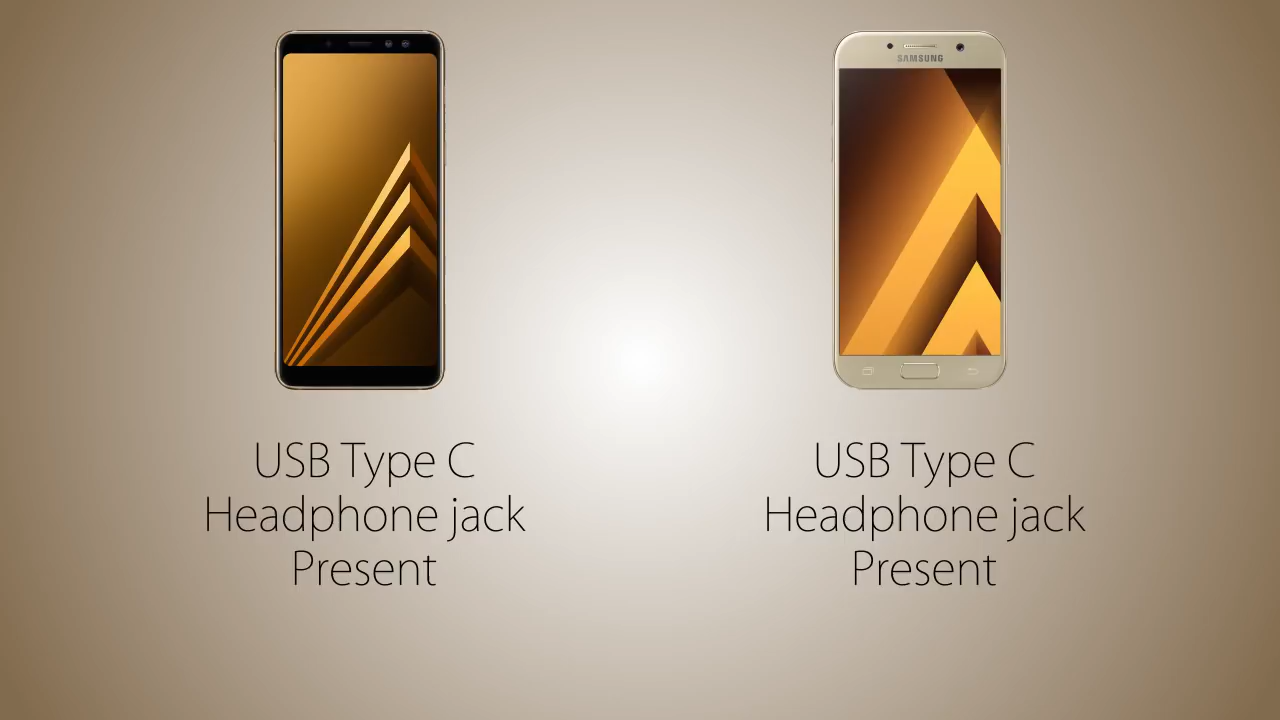 SAMSUNG
USB Type C
Headphone jack
Present
USB Type C
Headphone jack
Present